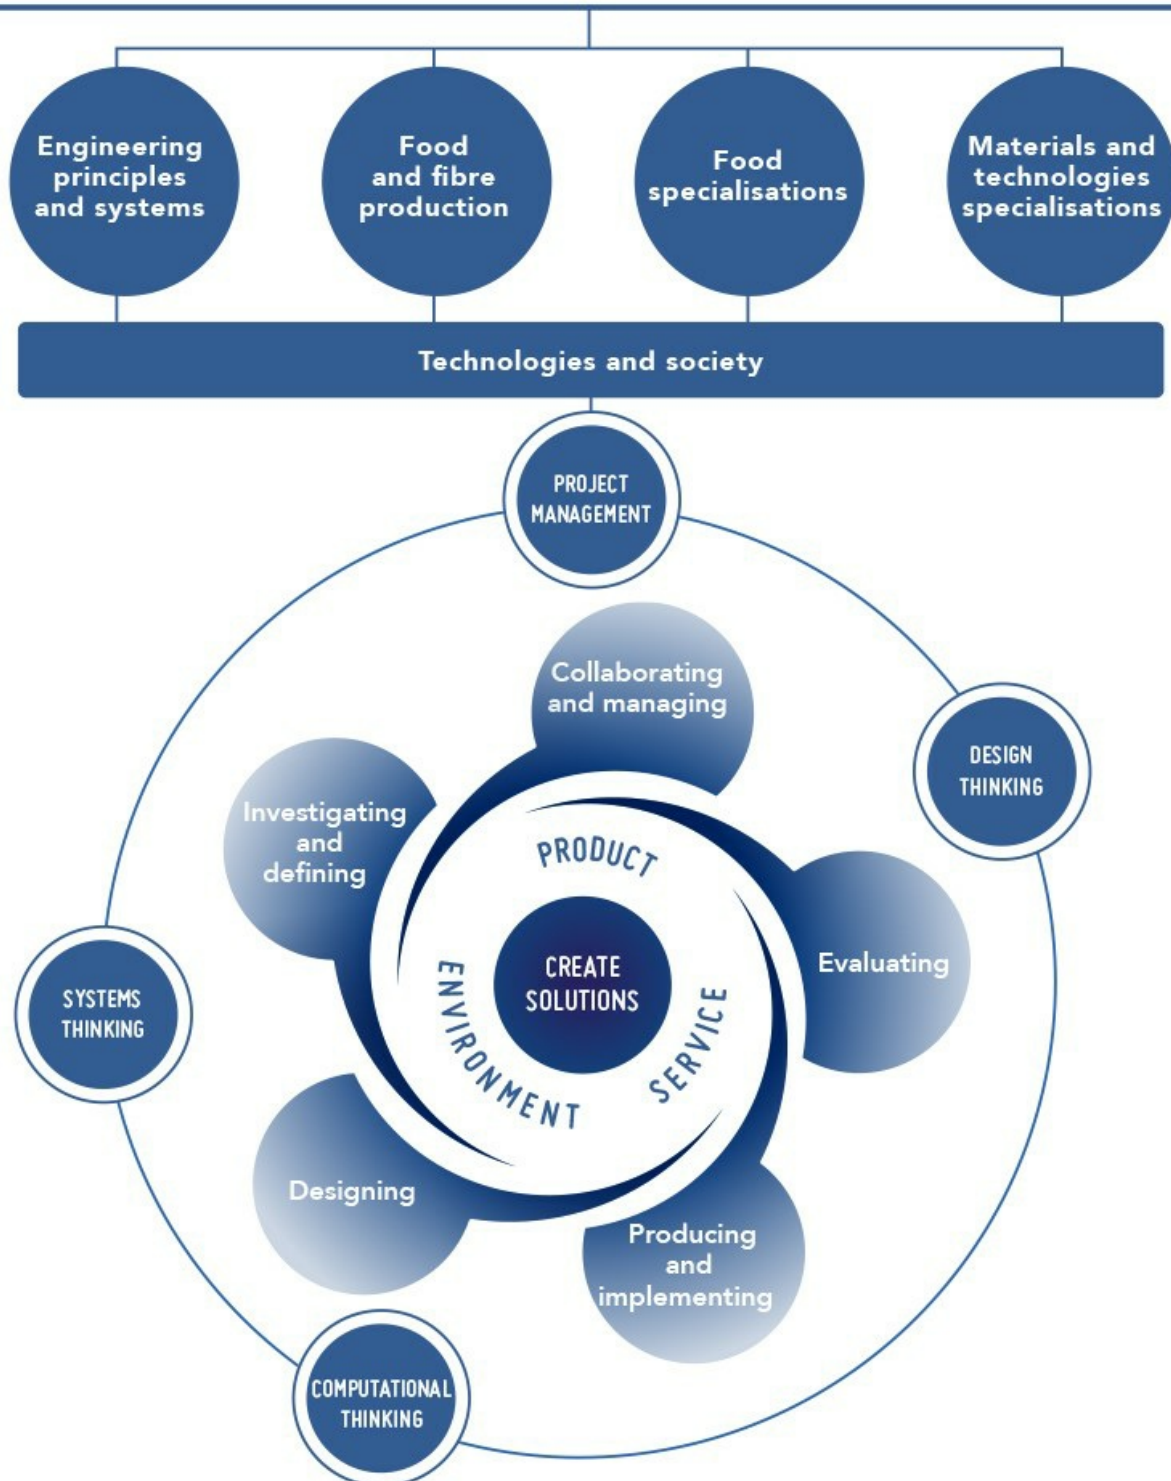 Engineering
principles
and systems
Food
and fibre
production
Food
specialisations
Materials and
technologies
specialisations
Technologies and society
PROJECT
MANAGEMENT
Collaborating
and managing
DESIGN
THINKING
Investigating
and
defining
PRODUCT
Evaluating
CREATE
SOLUTIONS
ENVIRONMENT
SERVICE
SYSTEMS
THINKING
Designing
Producing
and
implementing
COMPUTATIONAL
THINKING